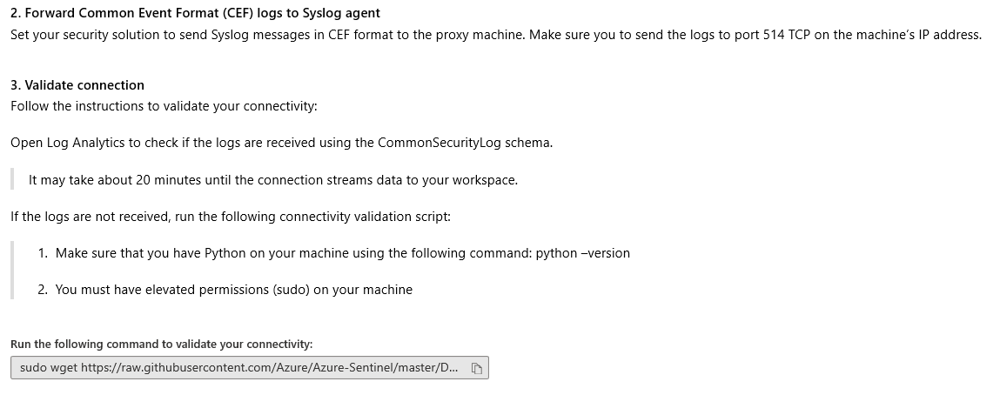 2. Forward Common Event Format (CEF) logs to Syslog agent
Set your security solution to send Syslog messages in CEF format to the proxy machine. Make sure you to send the logs to port 514 TCP on the machine’s IP address.
3. Validate connection
Follow the instructions to validate your connectivity:
Open Log Analytics to check if the logs are received using the CommonSecurityLog schema.
It may take about 20 minutes until the connection streams data to your workspace.
If the logs are not received, run the following connectivity validation script:
1. Make sure that you have Python on your machine using the following command: python –version
2. You must have elevated permissions (sudo) on your machine
Run the following command to validate your connectivity:
sudo wget https://raw.githubusercontent.com/Azure/Azure-Sentinel/master/D...